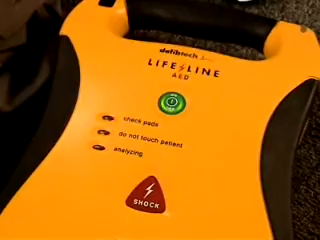 defibtech
LIFELINE
AED
check pads
do not touch patient
analyzing
SHOCK